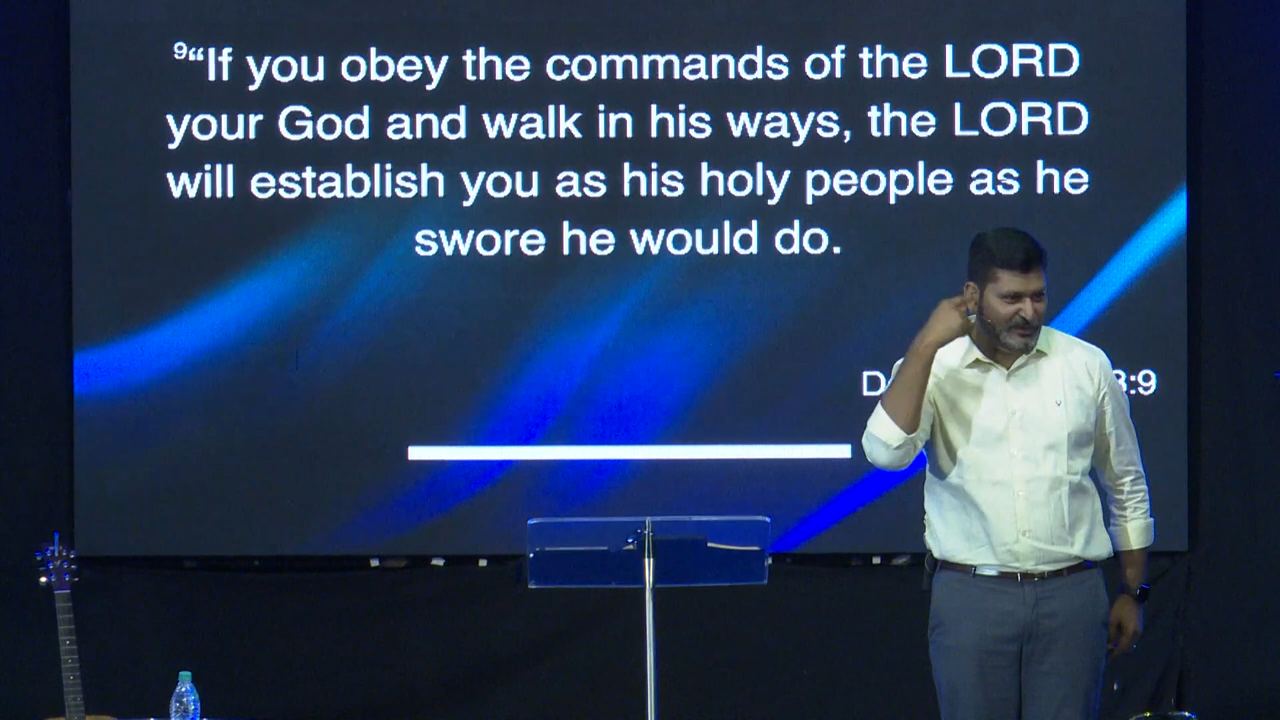 ⁹“If you obey the commands of the LORD
your God and walk in his ways, the LORD
will establish you as his holy people as he
swore he would do.
:9